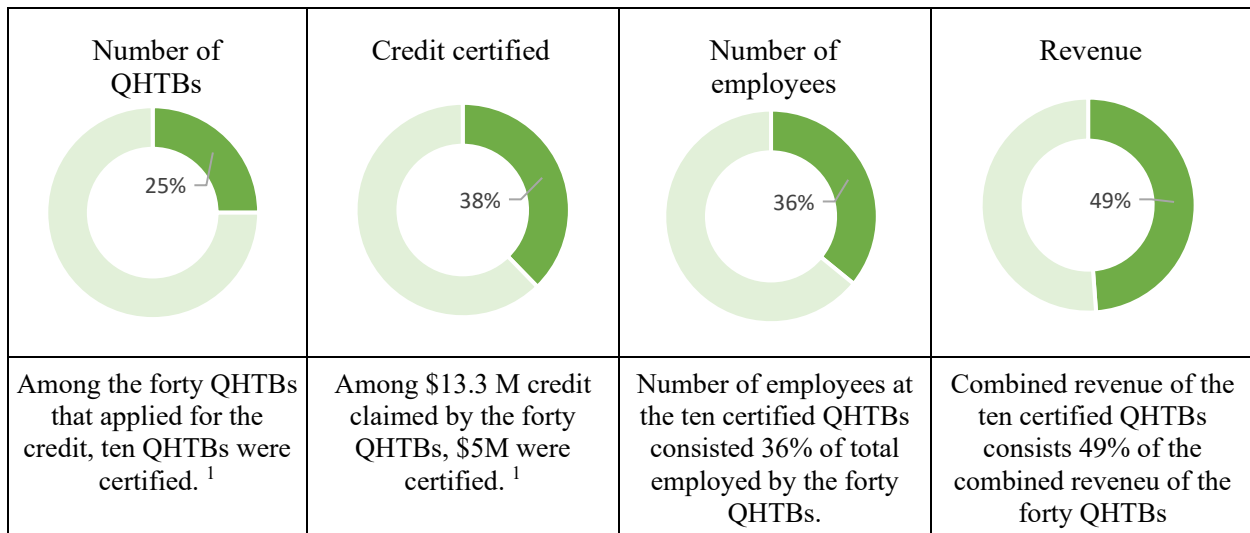 Number of
QHTBs
25%
Among the forty QHTBs
that applied for the
credit, ten QHTBs were
certified. 1
Credit certified
38%
Among $13.3 M credit
claimed by the forty
QHTBs, $5M were
certified. 1
Number of
employees
36%
Number of employees at
the ten certified QHTBs
consisted 36% of total
employed by the forty
QHTBs.
Revenue
49%
Combined revenue of the
ten certified QHTBs
consists 49% of the
combined reveneu of the
forty QHTBs